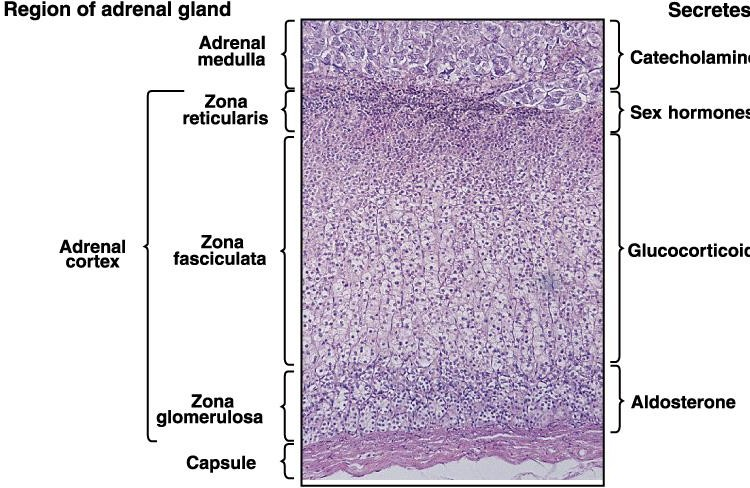 Region of adrenal gland
Secretes
Adrenal
medulla
Catecholamine
Zona
reticularis
Sex hormones
Adrenal
cortex
Zona
fasciculata
Glucocorticoid
Zona
glomerulosa
Aldosterone
Capsule